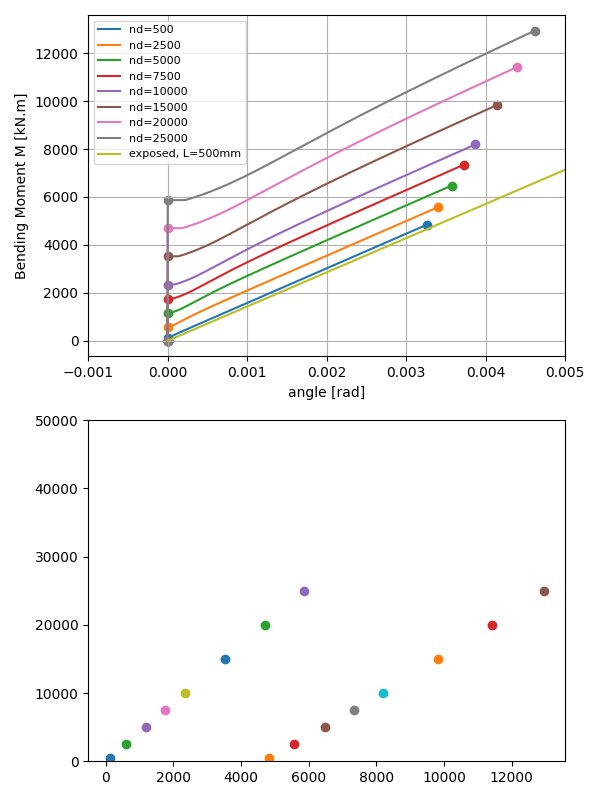 Bending Moment M [kN.m]
12000
10000
8000
6000
4000
2000
0
nd=500
nd=2500
nd=5000
nd=7500
nd=10000
nd=15000
nd=20000
nd=25000
exposed, L=500mm
−0.001 0.000 0.001 0.002 0.003 0.004 0.005
angle [rad]
50000
40000
30000
20000
10000
0
0 2000 4000 6000 8000 10000 12000